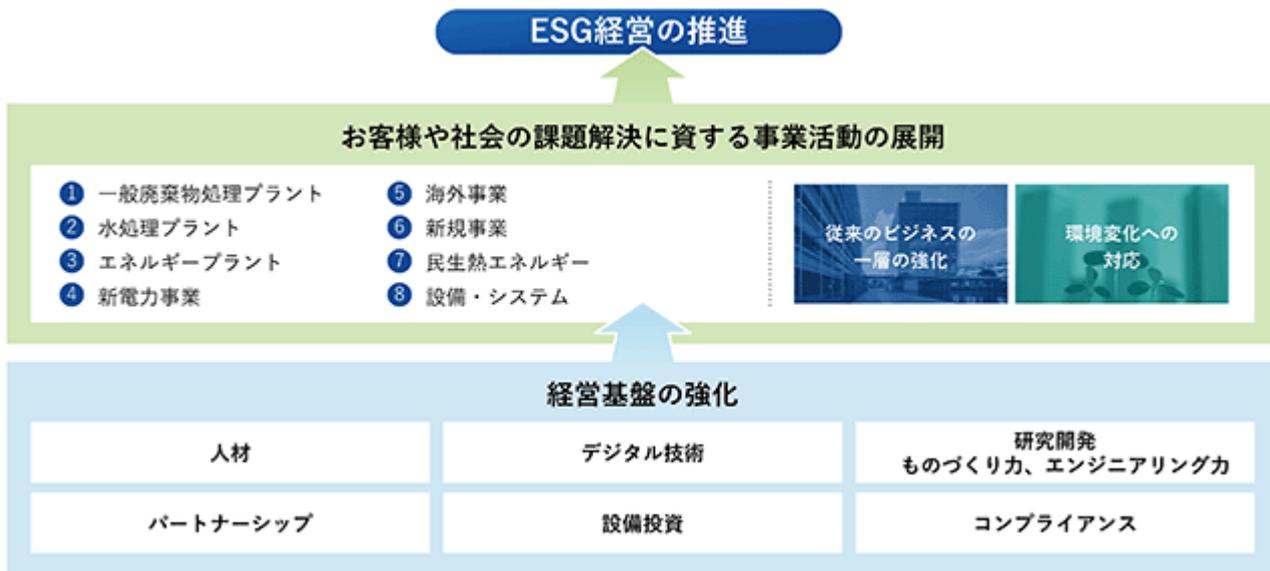 ESG経営の推進
お客様や社会の課題解決に資する事業活動の展開
1 一般廃棄物処理プラント
2 水処理プラント
3 エネルギープラント
4 新電力事業
5 海外事業
6 新規事業
7 民生熱エネルギー
8 設備・システム
従来のビジネスの
一層の強化
環境変化への
対応
経営基盤の強化
人材
デジタル技術
研究開発
ものづくり力、エンジニアリング力
パートナーシップ
設備投資
コンプライアンス